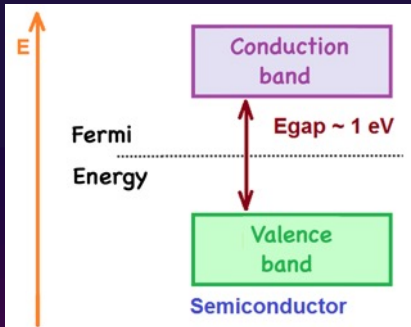 E
Conduction
band
Egap ~ 1 eV
Fermi
Energy
Valence
band
Semiconductor